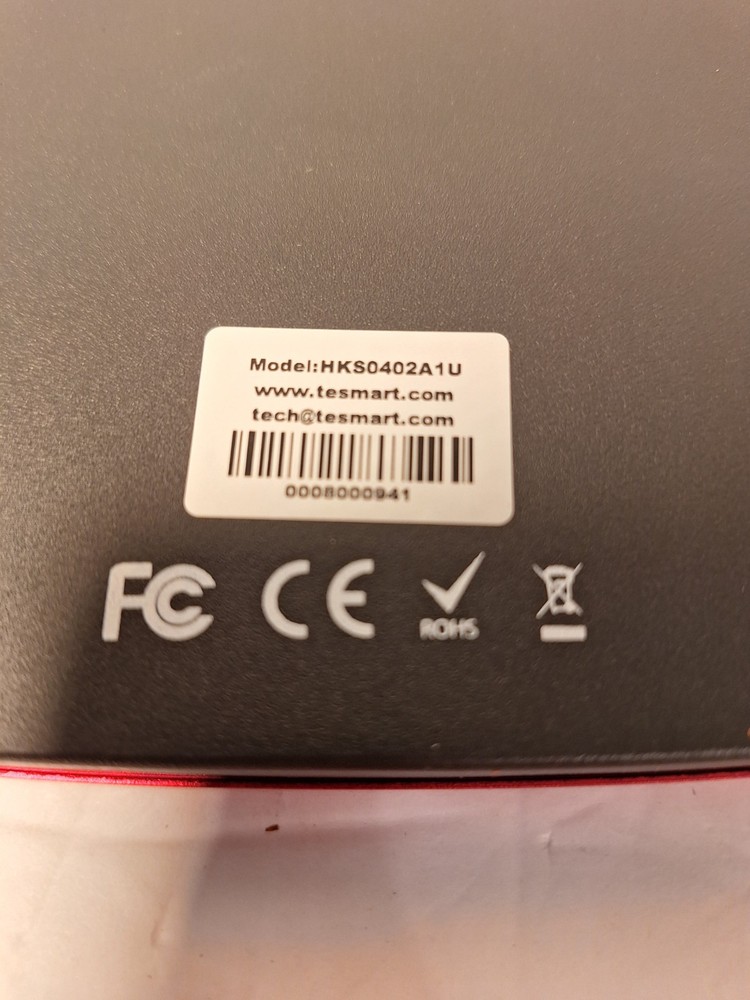 Model:HKS0402A1U
www.tesmart.com
tech@tesmart.com
0008000941
FC CE ROHS